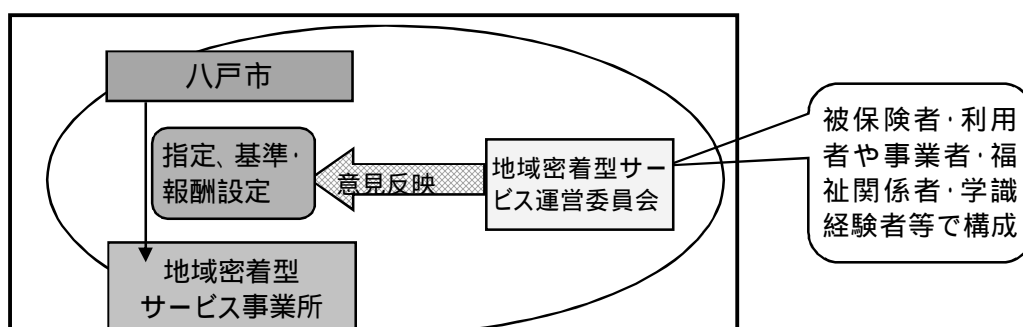 八戸市
指定、基準・
報酬設定
意見反映
地域密着型サー
ビス運営委員会
被保険者・利用
者や事業者・福
祉関係者・学識
経験者等で構成
地域密着型
サービス事業所